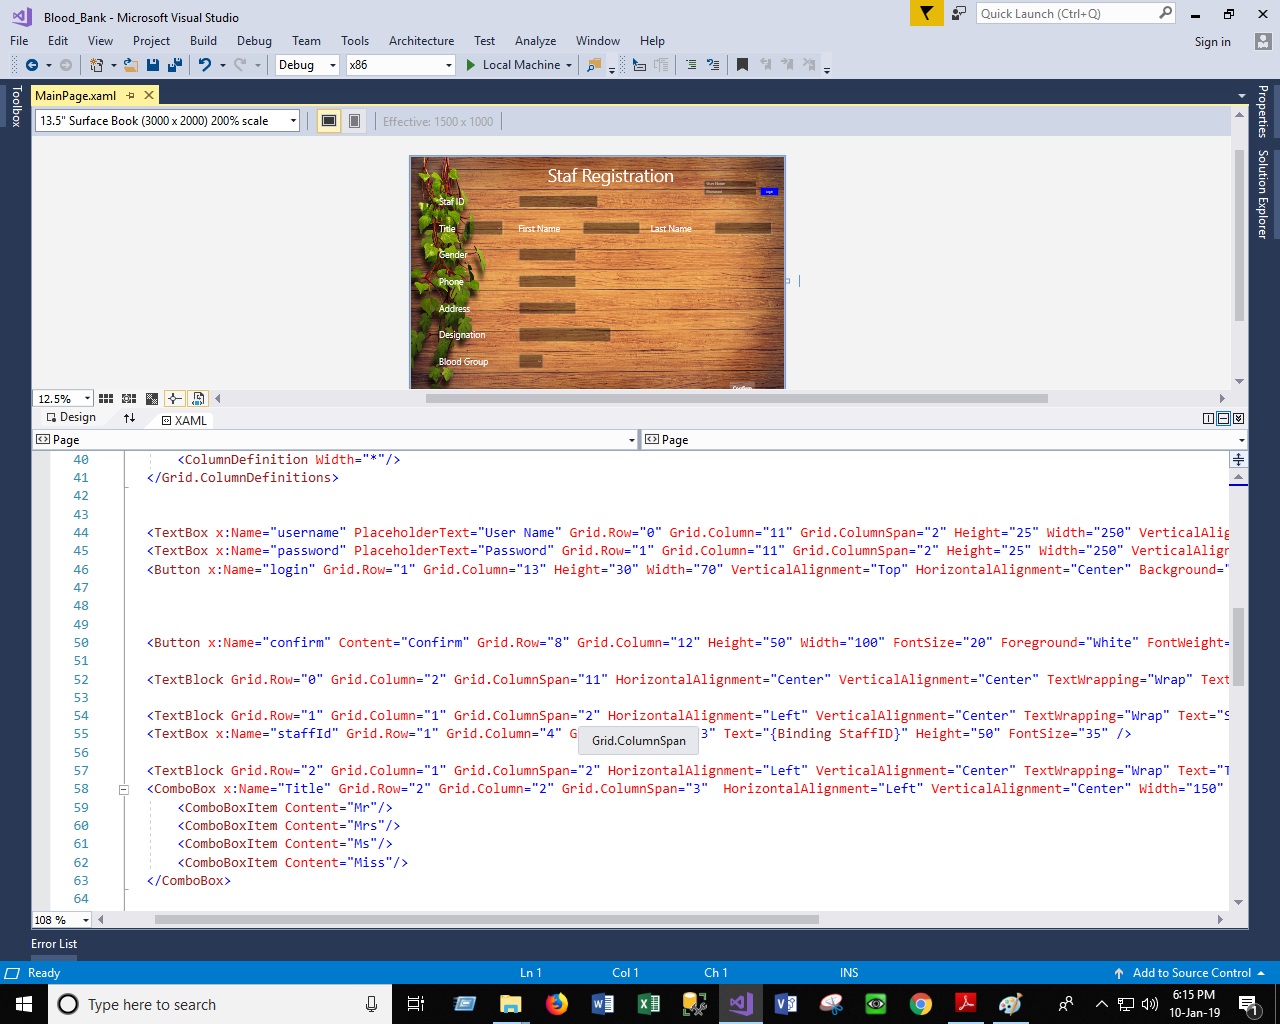 Blood_Bank - Microsoft Visual Studio
Quick Launch (Ctrl+Q)
File Edit View Project Build Debug Team Tools Architecture Test Analyze Window Help
Sign in
Debug x86 Local Machine
Toolbox
MainPage.xaml
Properties
Solution Explorer
13.5" Surface Book (3000 x 2000) 200% scale
Effective: 1500 x 1000
Staf Registration
Staf ID
Title First Name Last Name
Gender
Phone
Address
Designation
Blood Group
12.5%
Design XAML
Page Page
40 <ColumnDefinition Width="*"/>
41 </Grid.ColumnDefinitions>
42
43
44 <TextBox x:Name="username" PlaceholderText="User Name" Grid.Row="0" Grid.Column="11" Grid.ColumnSpan="2" Height="25" Width="250" VerticalAlig
45 <TextBox x:Name="password" PlaceholderText="Password" Grid.Row="1" Grid.Column="11" Grid.ColumnSpan="2" Height="25" Width="250" VerticalAlign
46 <Button x:Name="login" Grid.Row="1" Grid.Column="13" Height="30" Width="70" VerticalAlignment="Top" HorizontalAlignment="Center" Background="
47
48
49
50 <Button x:Name="confirm" Content="Confirm" Grid.Row="8" Grid.Column="12" Height="50" Width="100" FontSize="20" Foreground="White" FontWeight=
51
52 <TextBlock Grid.Row="0" Grid.Column="2" Grid.ColumnSpan="11" HorizontalAlignment="Center" VerticalAlignment="Center" TextWrapping="Wrap" Text
53
54 <TextBlock Grid.Row="1" Grid.Column="1" Grid.ColumnSpan="2" HorizontalAlignment="Left" VerticalAlignment="Center" TextWrapping="Wrap" Text="S
55 <TextBox x:Name="staffId" Grid.Row="1" Grid.Column="4" G 3" Text="{Binding StaffID}" Height="50" FontSize="35" />
Grid.ColumnSpan
56
57 <TextBlock Grid.Row="2" Grid.Column="1" Grid.ColumnSpan="2" HorizontalAlignment="Left" VerticalAlignment="Center" TextWrapping="Wrap" Text="T
58 <ComboBox x:Name="Title" Grid.Row="2" Grid.Column="2" Grid.ColumnSpan="3" HorizontalAlignment="Left" VerticalAlignment="Center" Width="150"
59 <ComboBoxItem Content="Mr"/>
60 <ComboBoxItem Content="Mrs"/>
61 <ComboBoxItem Content="Ms"/>
62 <ComboBoxItem Content="Miss"/>
63 </ComboBox>
64
108 %
Error List
Ready Ln 1 Col 1 Ch 1 INS Add to Source Control
Type here to search
6:15 PM
10-Jan-19
1